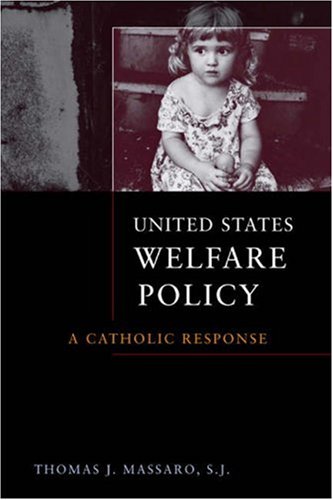 UNITED STATES
WELFARE
POLICY
A CATHOLIC RESPONSE
THOMAS J. MASSARO, S.J.